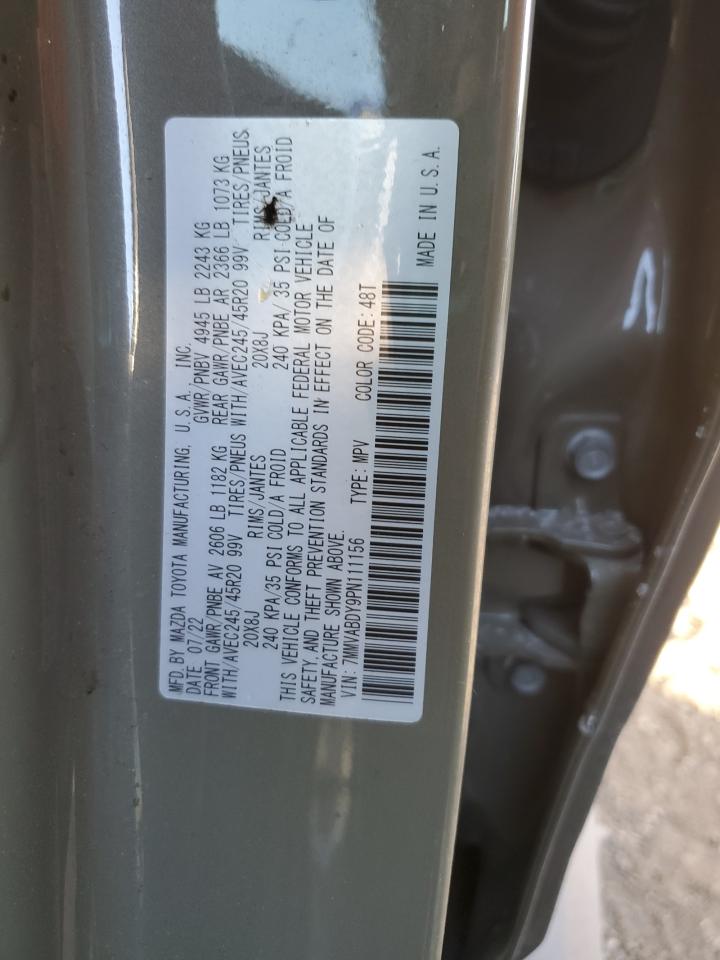 MFD. BY MAZDA TOYOTA MANUFACTURING, U.S.A., INC.
DATE 07/22 GVWR/PNBV 4945 LB 2243 KG
FRONT GAWR/PNBE AV 2606 LB 1182 KG REAR GAWR/PNBE AR 2366 LB 1073 KG
WITH/AVEC245/45R20 99V TIRES/PNEUS WITH/AVEC245/45R20 99V TIRES/PNEUS
20X8J RIMS/JANTES 20X8J RIMS/JANTES
240 KPA/35 PSI COLD/A FROID 240 KPA/35 PSI COLD/A FROID
THIS VEHICLE CONFORMS TO ALL APPLICABLE FEDERAL MOTOR VEHICLE
SAFETY, AND THEFT PREVENTION STANDARDS IN EFFECT ON THE DATE OF
MANUFACTURE SHOWN ABOVE.
VIN: 7MMVABDY9PN111156 TYPE: MPV COLOR CODE: 48T
MADE IN U.S.A.